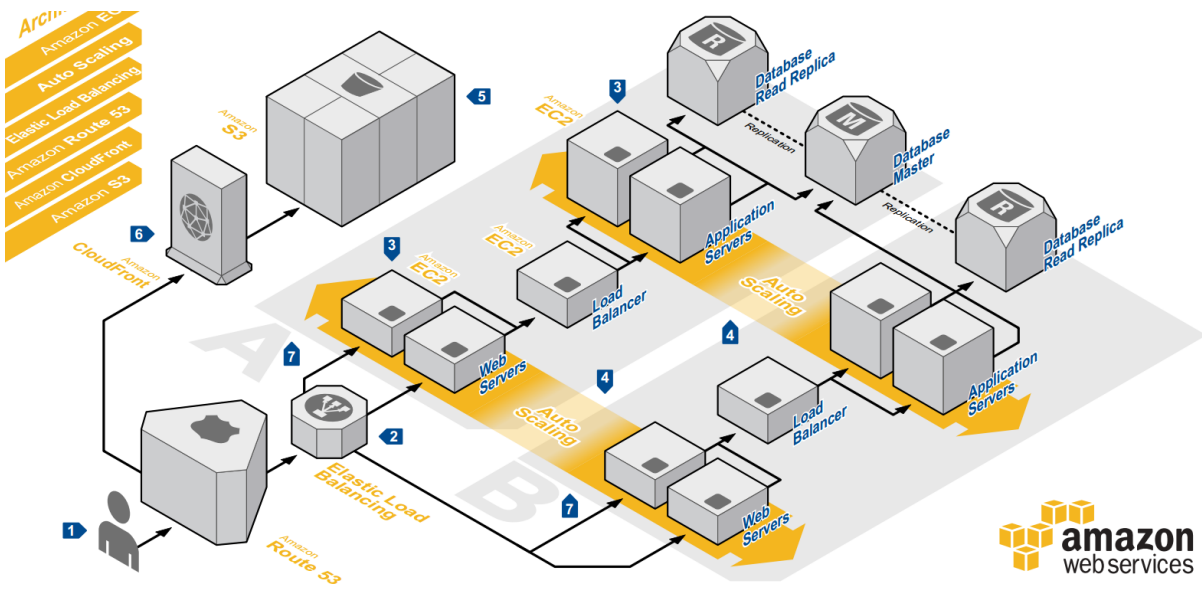 Amazon EC
Auto Scaling
Elastic Load Balancing
Amazon Route 53
Amazon CloudFront
Amazon S3
Amazon
S3
5
3
Amazon
EC2
R
Database
Read Replica
Replication
M
Database
Master
Replication
R
Database
Read Replica
6
Amazon
CloudFront
3
Amazon
EC2
Amazon
EC2
Application
Servers
Load
Balancer
Auto
Scaling
A
7
Web
Servers
4
4
Application
Servers
Load
Balancer
Auto
Scaling
2
Elastic Load
Balancing
B
7
Web
Servers
1
Amazon
Route 53
amazon
web services